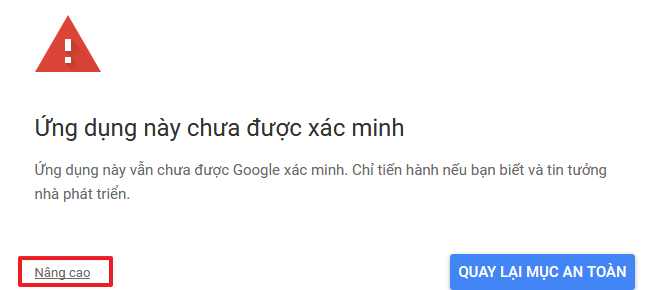 Ứng dụng này chưa được xác minh
Ứng dụng này vẫn chưa được Google xác minh. Chỉ tiến hành nếu bạn biết và tin tưởng
nhà phát triển.
Nâng cao
QUAY LẠI MỤC AN TOÀN